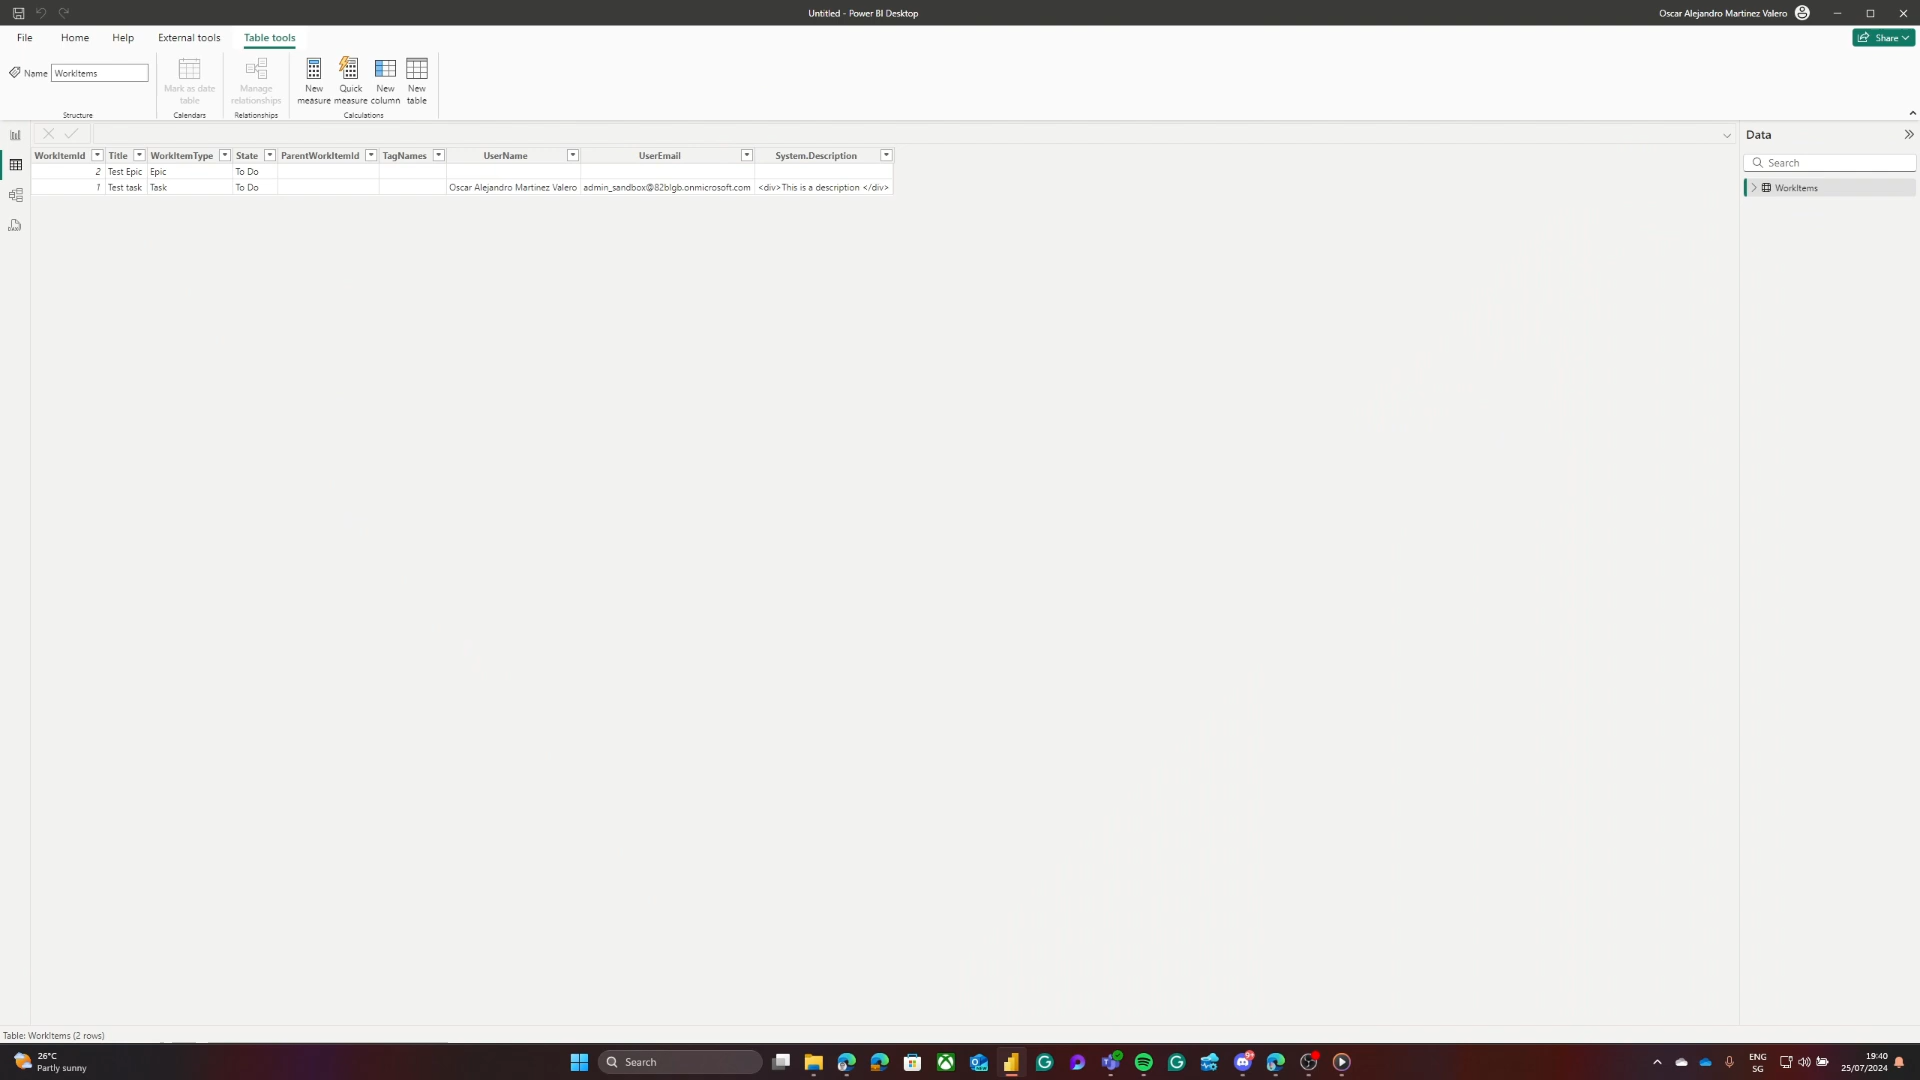 Untitled - Power BI Desktop
Oscar Alejandro Martinez Valero
File Home Help External tools Table tools
Share
Name WorkItems
Mark as date table
Manage relationships
New measure
Quick measure
New column
New table
Structure Calendars Relationships Calculations
Data
WorkItemId Title WorkItemType State ParentWorkItemId TagNames UserName UserEmail System.Description
Search
2 Test Epic Epic To Do
1 Test task Task To Do Oscar Alejandro Martinez Valero admin_sandbox@82blgb.onmicrosoft.com <div>This is a description </div>
WorkItems
Table: WorkItems (2 rows)
26°C
Partly sunny
Search
ENG
SG
19:40
25/07/2024